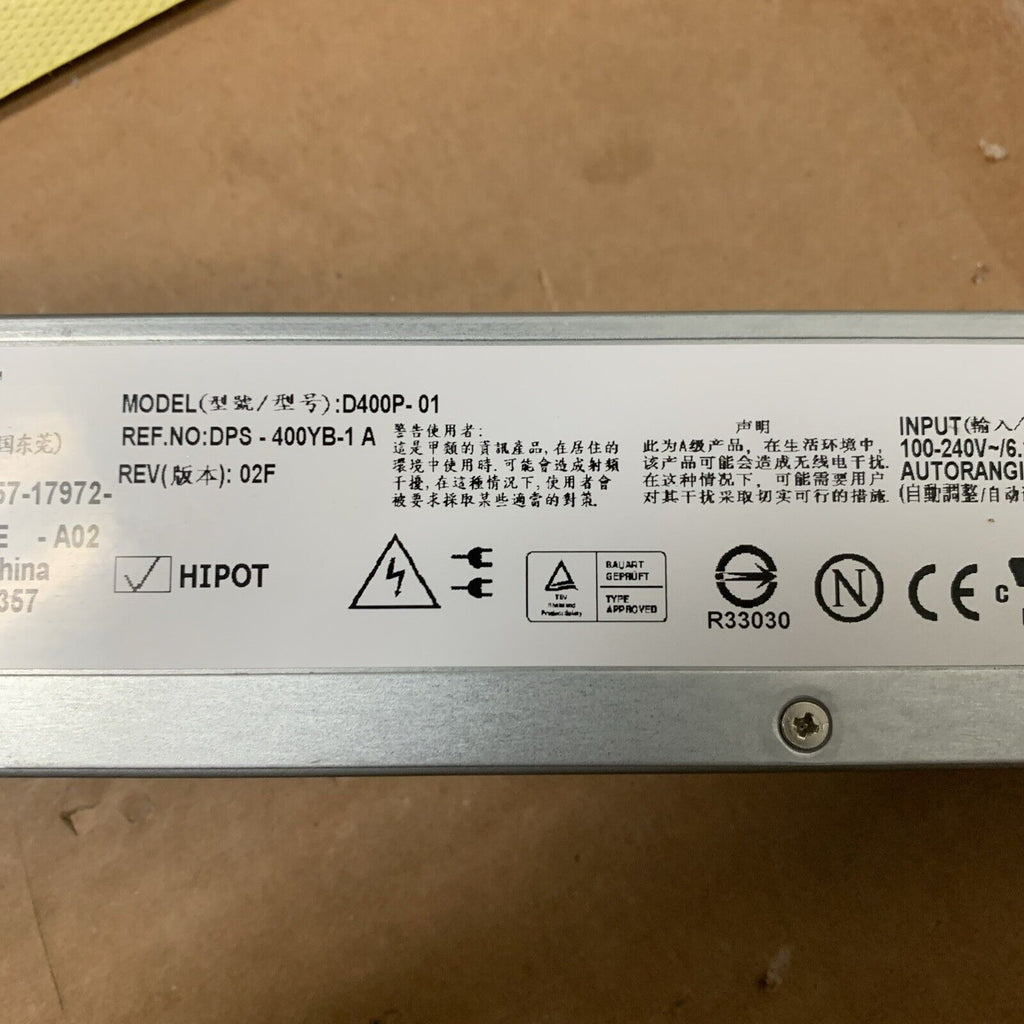 国东莞)
57-17972-
E - A02
hina
357
MODEL(型號/型号):D400P-01
REF.NO:DPS - 400YB-1 A
REV(版本): 02F
HIPOT
警告使用者:
這是甲類的資訊產品,在居住的
環境中使用時.可能會造成射頻
干擾,在這種情況下,使用者會
被要求採取某些適當的對策.
声明
此为A级产品,在生活环境中,
该产品可能会造成无线电干扰.
在这种情况下,可能需要用户
对其干扰采取切实可行的措施.
INPUT(輸入/
100-240V~/6.
AUTORANGI
(自動調整/自动
TÜV
Product Safety
BAUART
GEPRÜFT
TYPE
APPROVED
R33030
N
CE
c